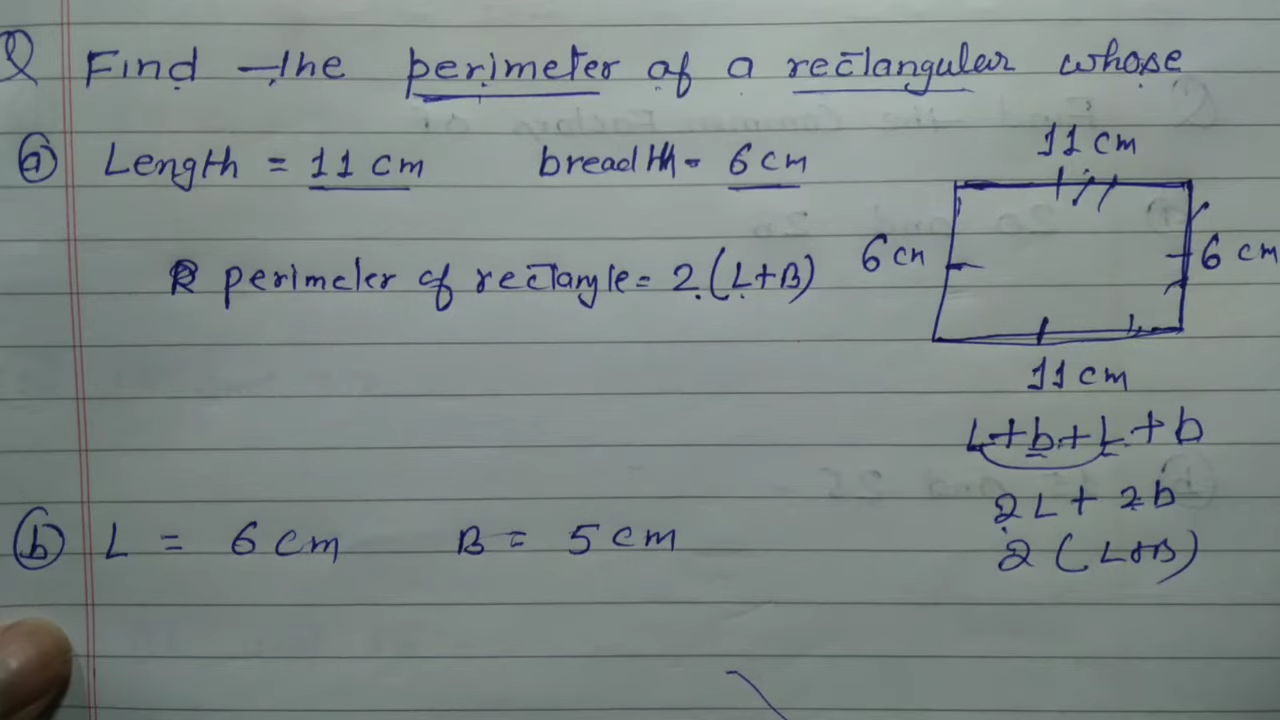 Q Find the perimeter of a rectangular whose
(a) Length = 11 cm breadth = 6 cm
11 cm
6 cm
6 cm
perimeter of rectangle = 2 (L+B)
11 cm
L+b+L+b
2L + 2b
2 (L+B)
(b) L = 6 cm B = 5 cm